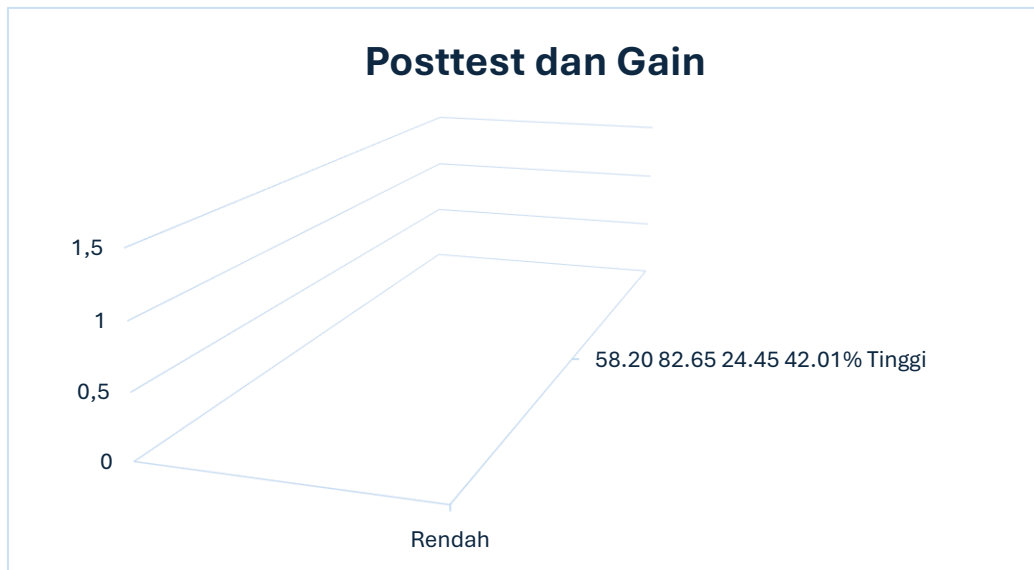 Posttest dan Gain
1,5
1
0,5
0
58.20 82.65 24.45 42.01% Tinggi
Rendah